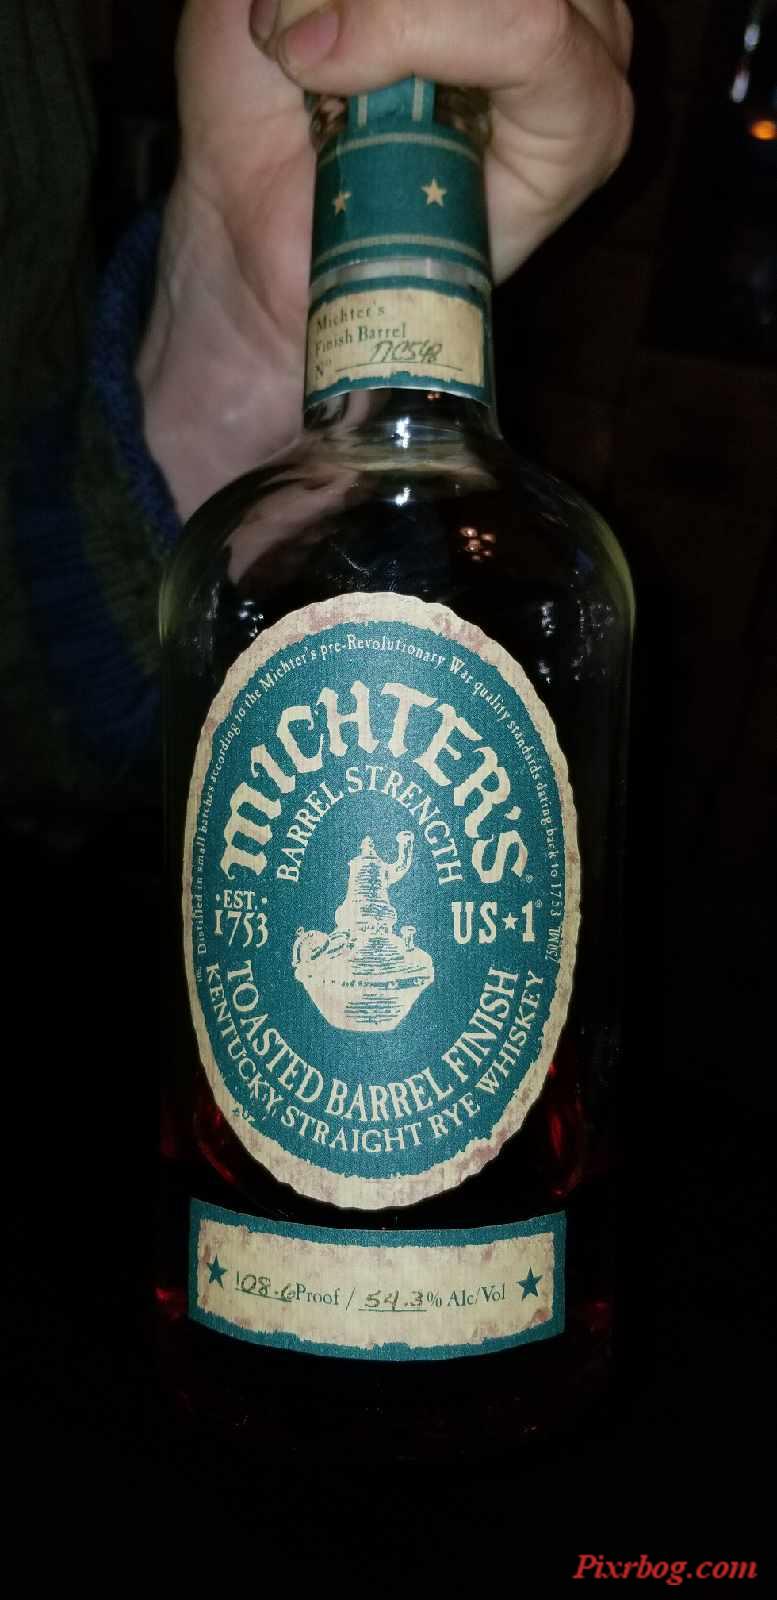 Michter's
Finish Barrel
Nº
Distilled in small batches according to the Michter's pre-Revolutionary War quality standards dating back to 1753
MICHTER'S
BARREL STRENGTH
·EST.·
1753
US★1
TOASTED BARREL FINISH
KENTUCKY STRAIGHT RYE WHISKEY
108.6 Proof / 54.3% Alc/Vol
Pixrbog.com